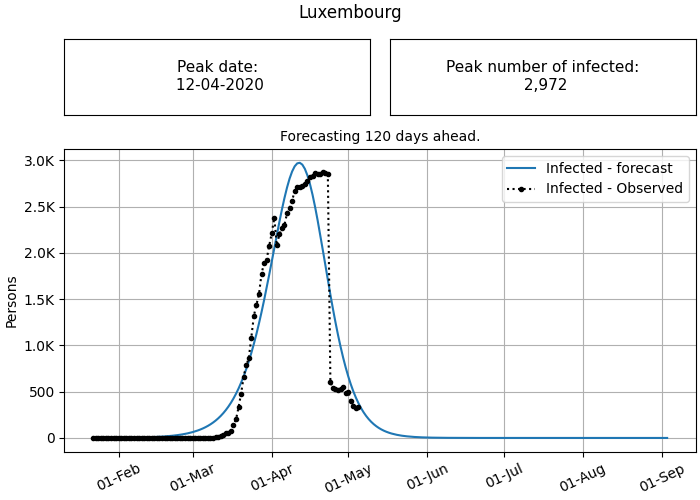 Luxembourg
Peak date:
12-04-2020
Peak number of infected:
2,972
Forecasting 120 days ahead.
Infected - forecast
Infected - Observed
Persons
3.0K
2.5K
2.0K
1.5K
1.0K
500
0
01-Feb
01-Mar
01-Apr
01-May
01-Jun
01-Jul
01-Aug
01-Sep